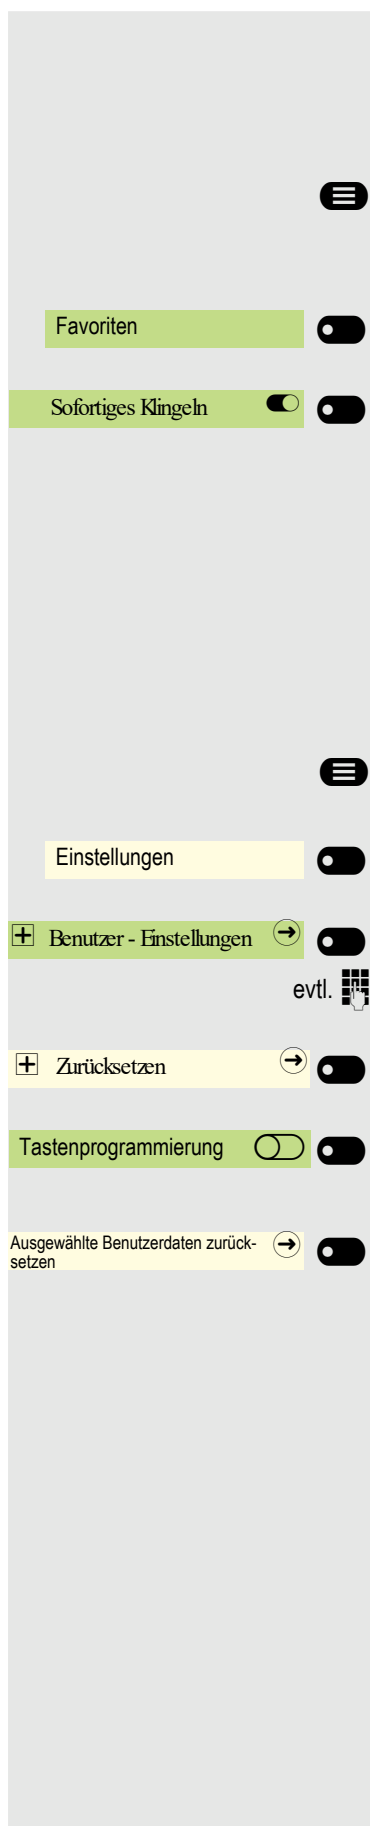 Favoriten
Sofortiges Klingeln
Einstellungen
Benutzer - Einstellungen
evtl.
Zurücksetzen
Tastenprogrammierung
Ausgewählte Benutzerdaten zurück-
setzen